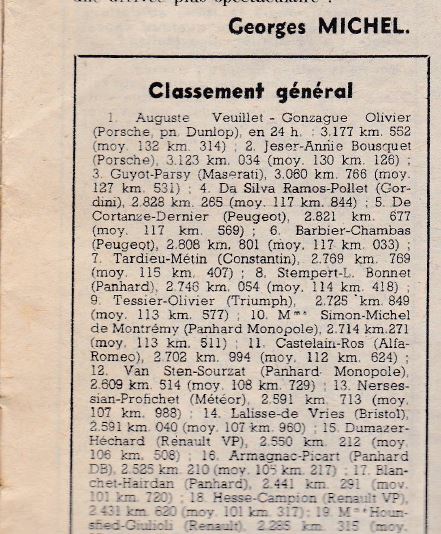 une arrivée plus spectaculaire !
Georges MICHEL.
Classement général
1. Auguste Veuillet - Gonzague Olivier
(Porsche, pn. Dunlop), en 24 h. : 3.177 km. 552
(moy. 132 km. 314) ; 2. Jeser-Annie Bousquet
(Porsche), 3.123 km. 034 (moy. 130 km. 126) ;
3. Guyot-Parsy (Maserati), 3.060 km. 766 (moy.
127 km. 531) ; 4. Da Silva Ramos-Pollet (Gor-
dini), 2.828 km. 265 (moy. 117 km. 844) ; 5. De
Cortanze-Dernier (Peugeot), 2.821 km. 677
(moy. 117 km. 569) ; 6. Barbier-Chambas
(Peugeot), 2.808 km. 801 (moy. 117 km. 033) ;
7. Tardieu-Métin (Constantin), 2.769 km. 769
(moy. 115 km. 407) ; 8. Stempert-L. Bonnet
(Panhard), 2.746 km. 054 (moy. 114 km. 418) ;
9. Tessier-Olivier (Triumph), 2.725 km. 849
(moy. 113 km. 577) ; 10. Mme Simon-Michel
de Montrémy (Panhard Monopole), 2.714 km.271
(moy. 113 km. 511) ; 11. Castelain-Ros (Alfa-
Romeo), 2.702 km. 994 (moy. 112 km. 624) ;
12. Van Sten-Sourzat (Panhard Monopole),
2.609 km. 514 (moy. 108 km. 729) ; 13. Nerses-
sian-Profichet (Météor), 2.591 km. 713 (moy.
107 km. 988) ; 14. Lalisse-de Vries (Bristol),
2.591 km. 040 (moy. 107 km. 960) ; 15. Dumazer-
Héchard (Renault VP), 2.550 km. 212 (moy.
106 km. 508) ; 16. Armagnac-Picart (Panhard
DB), 2.525 km. 210 (moy. 105 km. 217) ; 17. Blan-
chet-Hairdan (Panhard), 2.441 km. 291 (moy.
101 km. 720) ; 18. Hesse-Campion (Renault VP),
2.431 km. 620 (moy. 101 km. 317) ; 19. Mme Houn-
sfied-Giulioli (Renault), 2.285 km. 315 (moy.